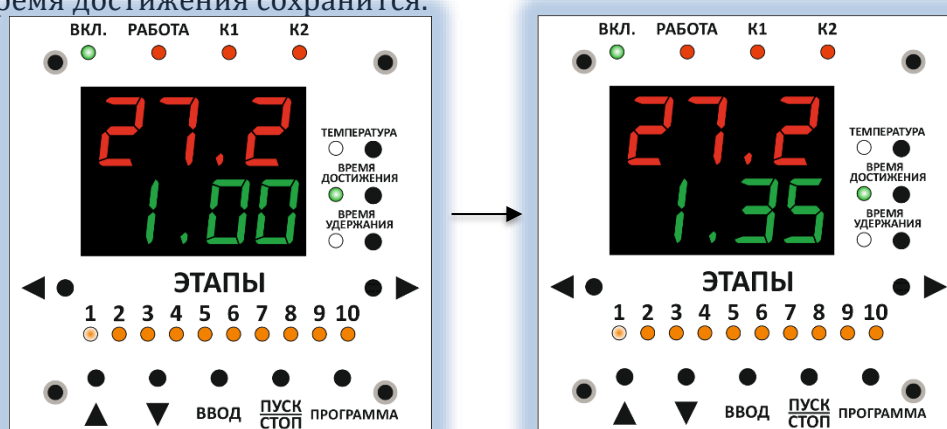 ремя достижения сохранится.
ВКЛ. РАБОТА К1 К2
27.2
1.00
ТЕМПЕРАТУРА
ВРЕМЯ
ДОСТИЖЕНИЯ
ВРЕМЯ
УДЕРЖАНИЯ
ЭТАПЫ
1 2 3 4 5 6 7 8 9 10
ВВОД ПУСК
СТОП ПРОГРАММА
ВКЛ. РАБОТА К1 К2
27.2
1.35
ТЕМПЕРАТУРА
ВРЕМЯ
ДОСТИЖЕНИЯ
ВРЕМЯ
УДЕРЖАНИЯ
ЭТАПЫ
1 2 3 4 5 6 7 8 9 10
ВВОД ПУСК
СТОП ПРОГРАММА